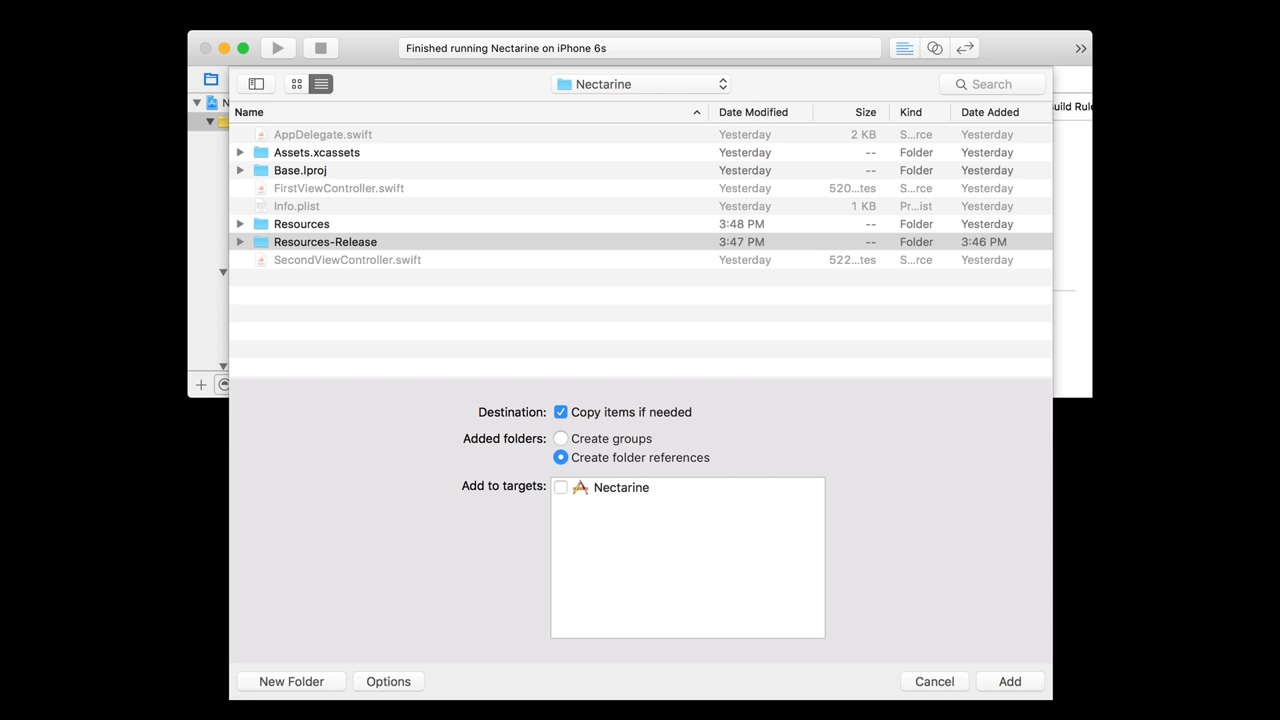 Finished running Nectarine on iPhone 6s
Nectarine
Search
N
uild Rule
Name Date Modified Size Kind Date Added
AppDelegate.swift Yesterday 2 KB S...rce Yesterday
Assets.xcassets Yesterday -- Folder Yesterday
Base.lproj Yesterday -- Folder Yesterday
FirstViewController.swift Yesterday 520...tes S...rce Yesterday
Info.plist Yesterday 1 KB Pr...ist Yesterday
Resources 3:48 PM -- Folder Yesterday
Resources-Release 3:47 PM -- Folder 3:46 PM
SecondViewController.swift Yesterday 522...tes S...rce Yesterday
Destination: Copy items if needed
Added folders: Create groups
Create folder references
Add to targets: Nectarine
New Folder Options Cancel Add